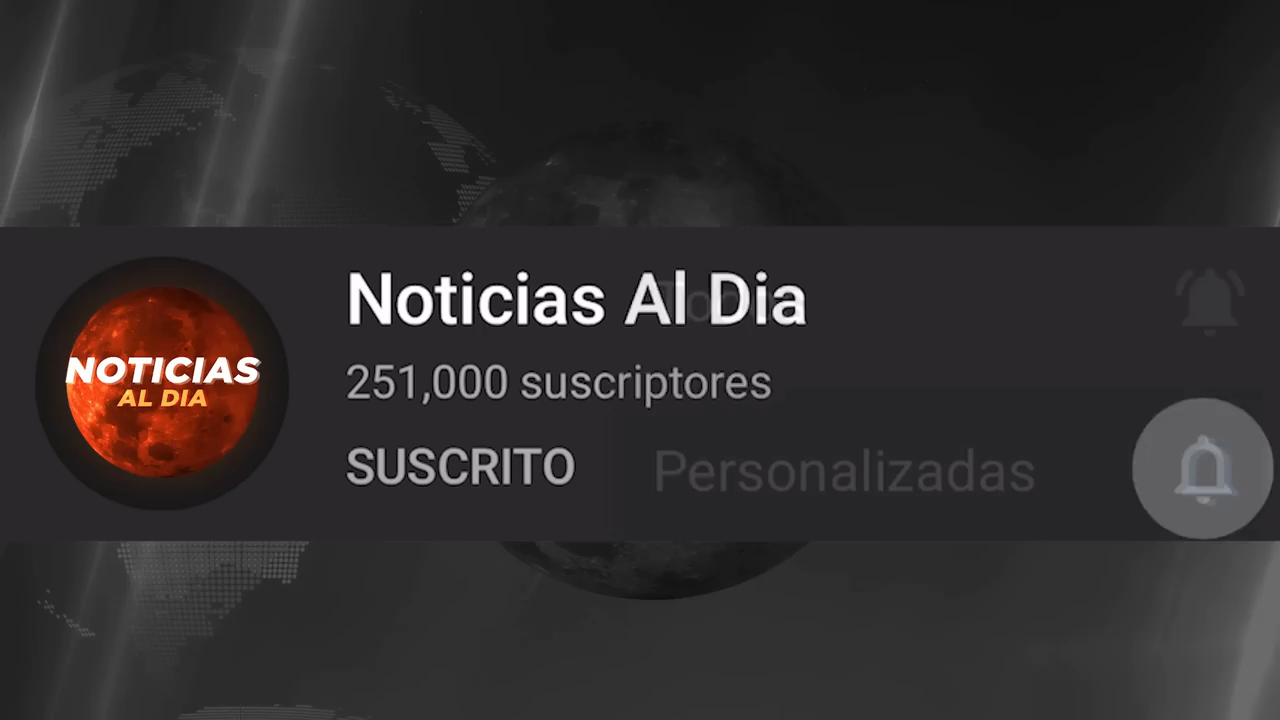 NOTICIAS
AL DIA
Noticias Al Dia
251,000 suscriptores
SUSCRITO
Personalizadas